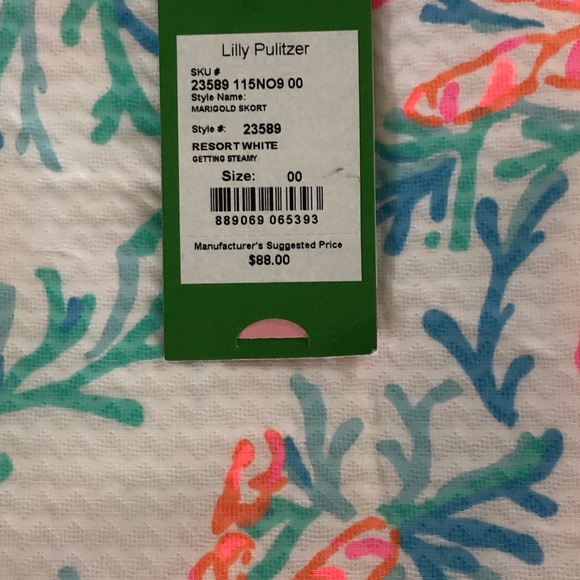 Lilly Pulitzer
SKU #
23589 115NO9 00
Style Name:
MARIGOLD SKORT
Style #: 23589
RESORT WHITE
GETTING STEAMY
Size: 00
889069 065393
Manufacturer's Suggested Price
$88.00